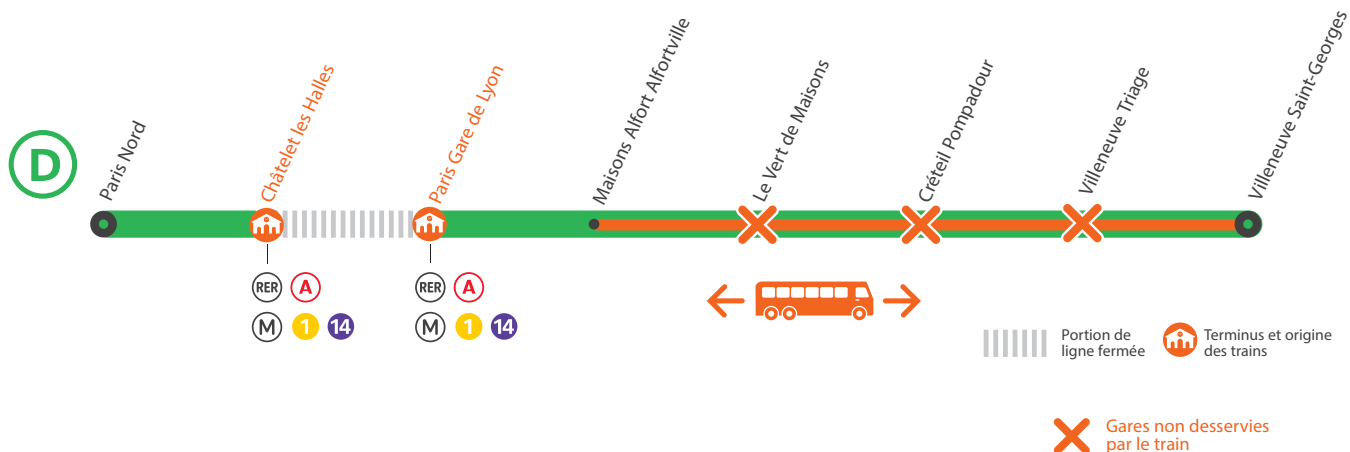 D
Paris Nord
Châtelet les Halles
Paris Gare de Lyon
Maisons Alfort Alfortville
Le Vert de Maisons
Créteil Pompadour
Villeneuve Triage
Villeneuve Saint-Georges
RER A
M 1 14
RER A
M 1 14
Portion de
ligne fermée
Terminus et origine
des trains
Gares non desservies
par le train